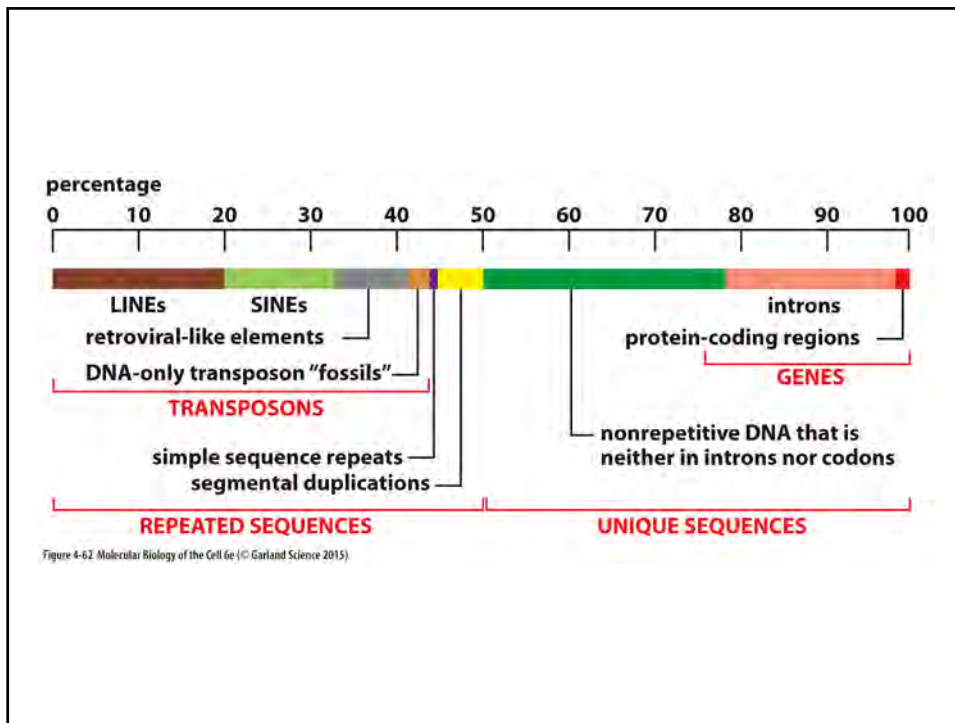 percentage
0 10 20 30 40 50 60 70 80 90 100
LINEs SINEs introns
retroviral-like elements protein-coding regions
DNA-only transposon “fossils” GENES
TRANSPOSONS
nonrepetitive DNA that is
neither in introns nor codons
simple sequence repeats
segmental duplications
REPEATED SEQUENCES UNIQUE SEQUENCES
Figure 4-62 Molecular Biology of the Cell 6e (© Garland Science 2015)